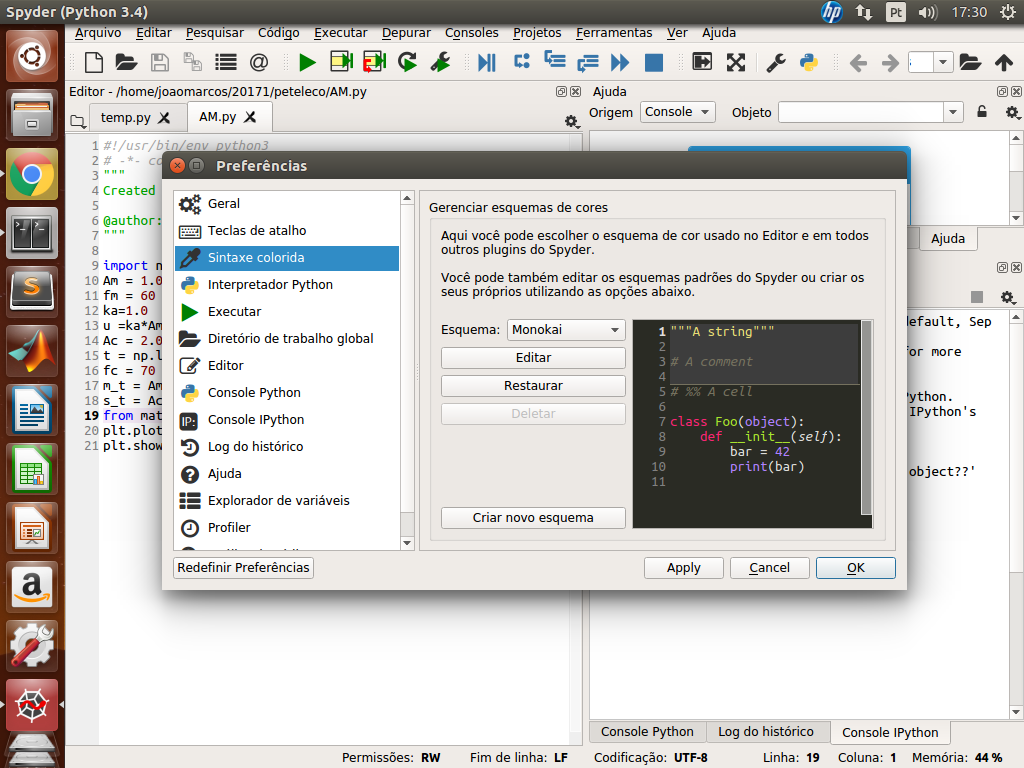 Spyder (Python 3.4)
hp
Pt
17:30
Arquivo Editar Pesquisar Código Executar Depurar Consoles Projetos Ferramentas Ver Ajuda
Editor - /home/joaomarcos/20171/peteleco/AM.py
Ajuda
temp.py
AM.py
Origem
Console
Objeto
1 #!/usr/bin/env python3
2 # -*- co
3 """
4 Created
5
6 @author:
7 """
8
9 import n
10 Am = 1.0
11 fm = 60
12 ka=1.0
13 u =ka*Am
14 Ac = 2.0
15 t = np.l
16 fc = 70
17 m_t = Am
18 s_t = Ac
19 from mat
20 plt.plot
21 plt.show
Preferências
Geral
Teclas de atalho
Sintaxe colorida
Interpretador Python
Executar
Diretório de trabalho global
Editor
Console Python
IP:
Console IPython
Log do histórico
Ajuda
Explorador de variáveis
Profiler
Redefinir Preferências
Gerenciar esquemas de cores
Aqui você pode escolher o esquema de cor usado no Editor e em todos
outros plugins do Spyder.
Você pode também editar os esquemas padrões do Spyder ou criar os
seus próprios utilizando as opções abaixo.
Esquema:
Monokai
Editar
Restaurar
Deletar
Criar novo esquema
1 """A string"""
2
3 # A comment
4
5 # %% A cell
6
7 class Foo(object):
8 def __init__(self):
9 bar = 42
10 print(bar)
11
Apply
Cancel
OK
Ajuda
default, Sep
or more
ython.
IPython's
object??'
Console Python
Log do histórico
Console IPython
Permissões: RW
Fim de linha: LF
Codificação: UTF-8
Linha: 19
Coluna: 1
Memória: 44 %